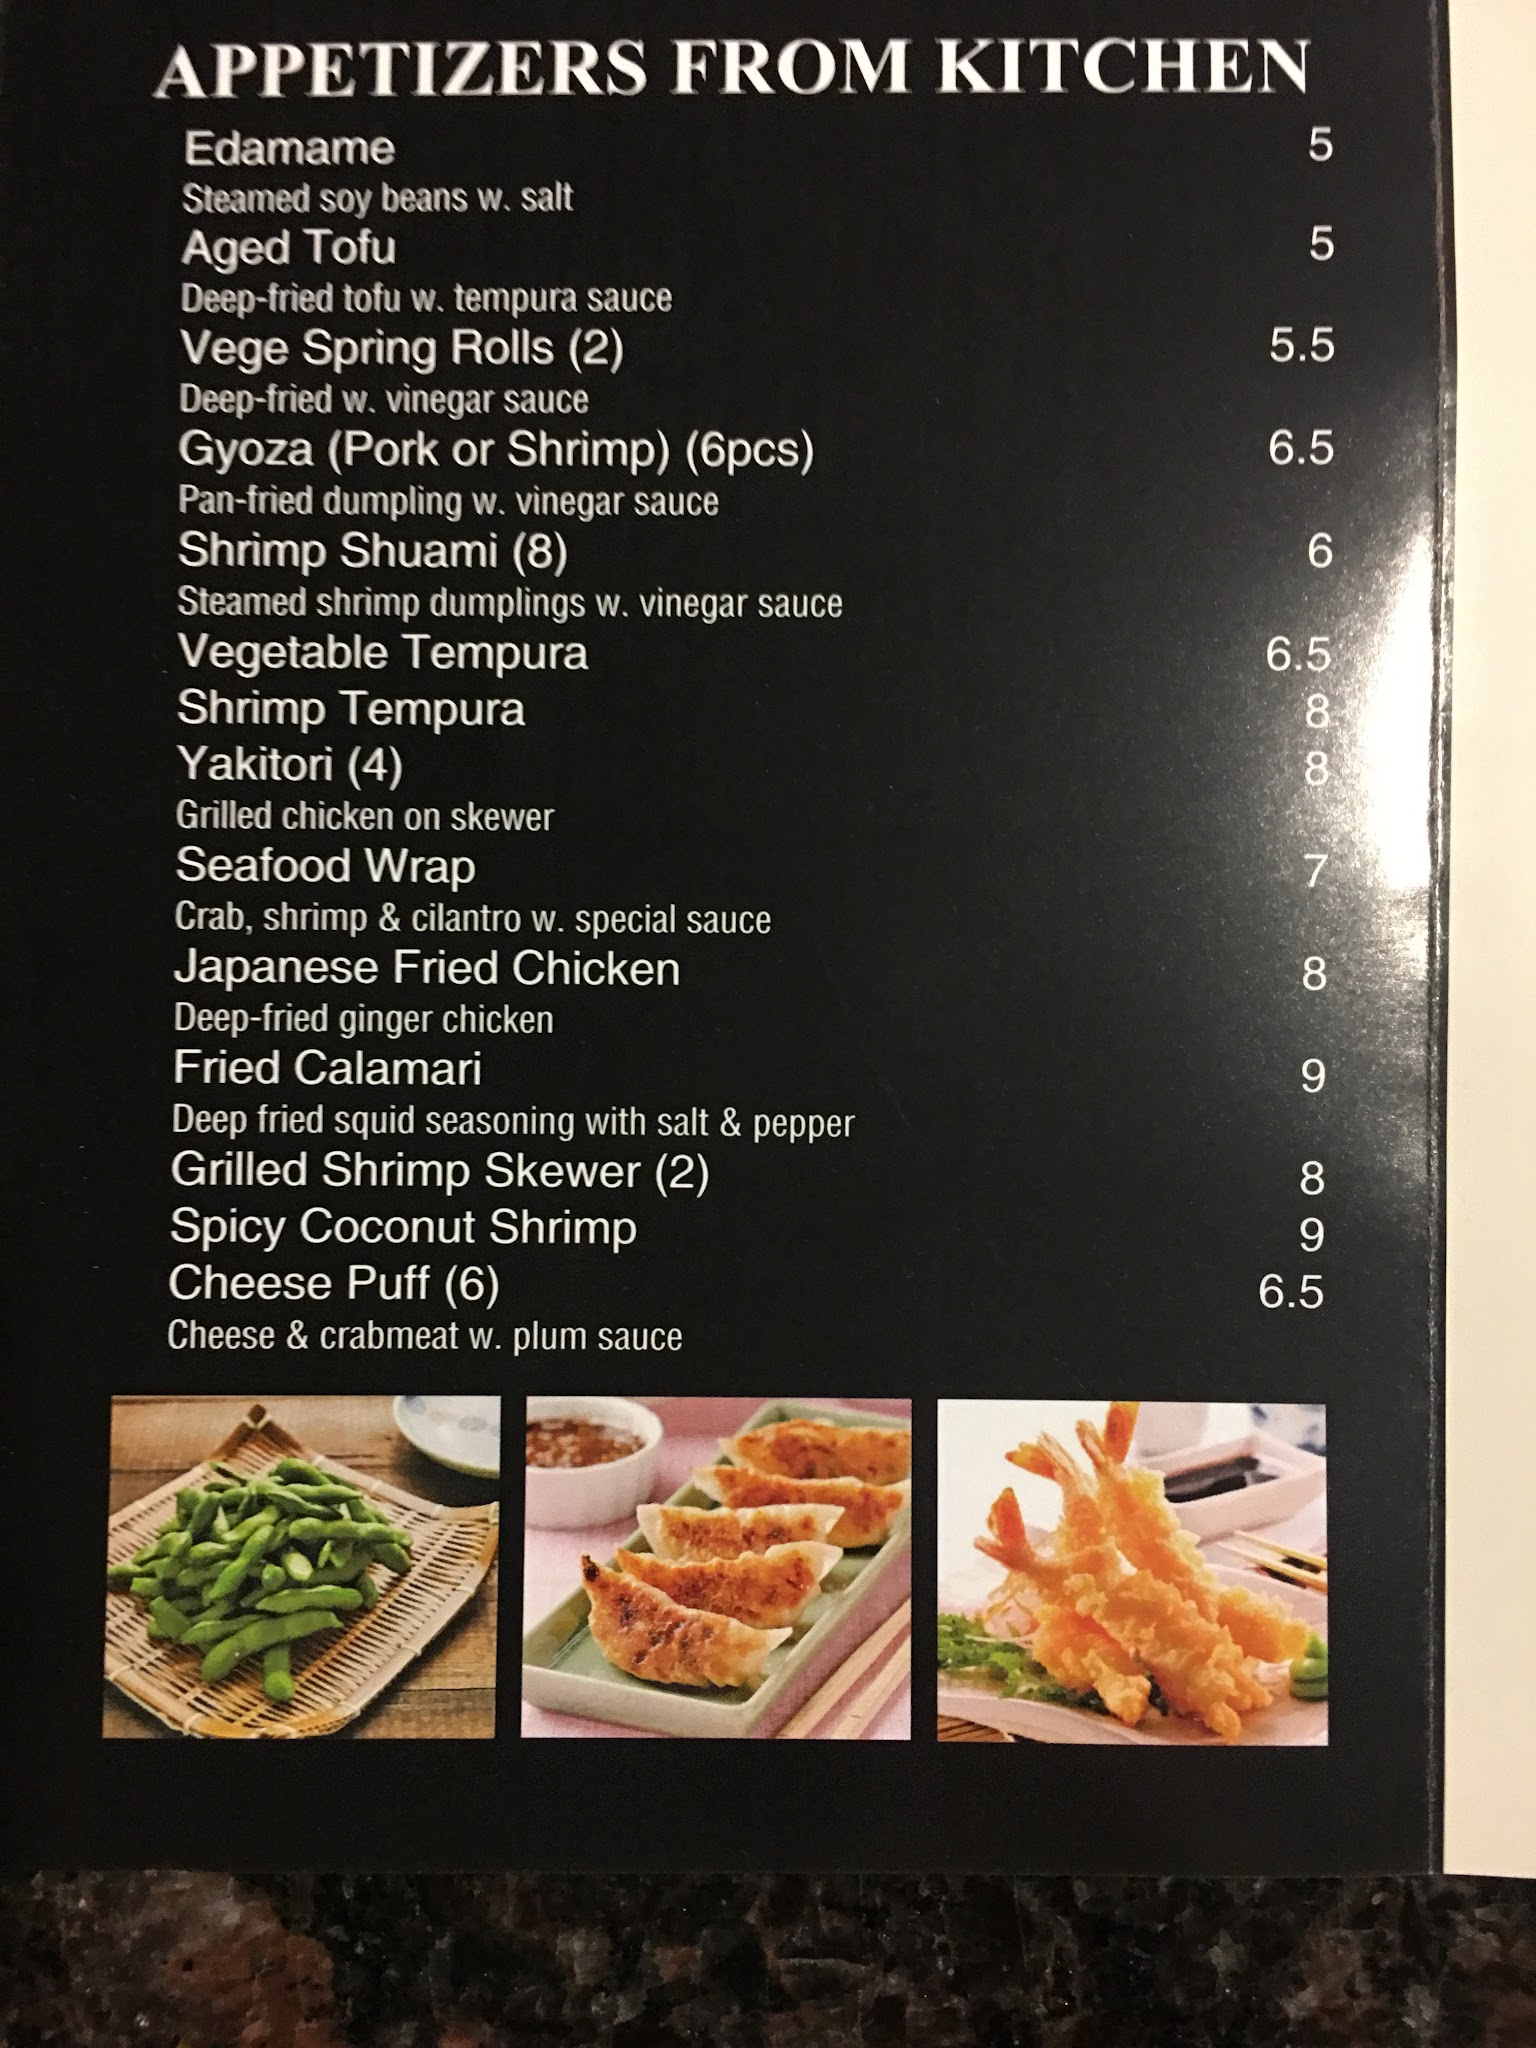 APPETIZERS FROM KITCHEN
Edamame 5
Steamed soy beans w. salt
Aged Tofu 5
Deep-fried tofu w. tempura sauce
Vege Spring Rolls (2) 5.5
Deep-fried w. vinegar sauce
Gyoza (Pork or Shrimp) (6pcs) 6.5
Pan-fried dumpling w. vinegar sauce
Shrimp Shuami (8) 6
Steamed shrimp dumplings w. vinegar sauce
Vegetable Tempura 6.5
Shrimp Tempura 8
Yakitori (4) 8
Grilled chicken on skewer
Seafood Wrap 7
Crab, shrimp & cilantro w. special sauce
Japanese Fried Chicken 8
Deep-fried ginger chicken
Fried Calamari 9
Deep fried squid seasoning with salt & pepper
Grilled Shrimp Skewer (2) 8
Spicy Coconut Shrimp 9
Cheese Puff (6) 6.5
Cheese & crabmeat w. plum sauce